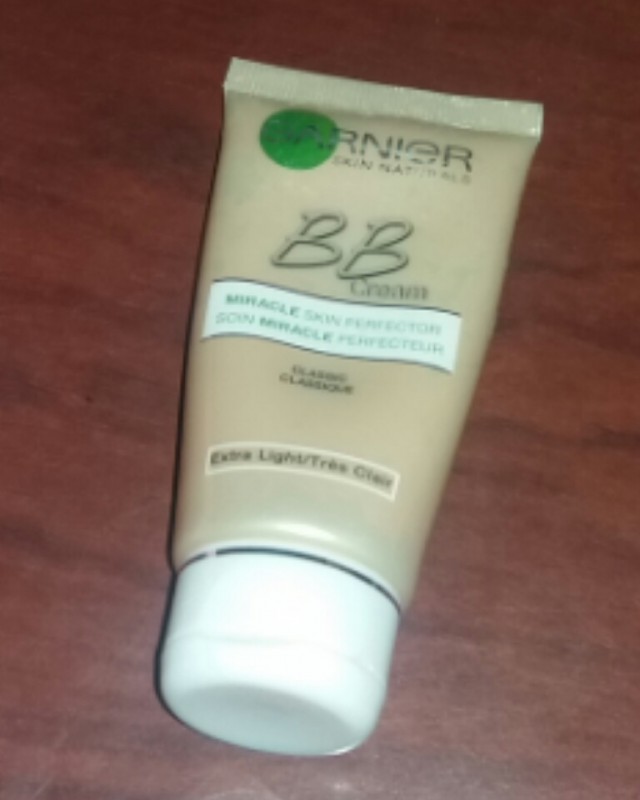 GARNIER
SKIN NATURALS
BB
Cream
MIRACLE SKIN PERFECTOR
SOIN MIRACLE PERFECTEUR
CLASSIC
CLASSIQUE
Extra Light/Très Clair